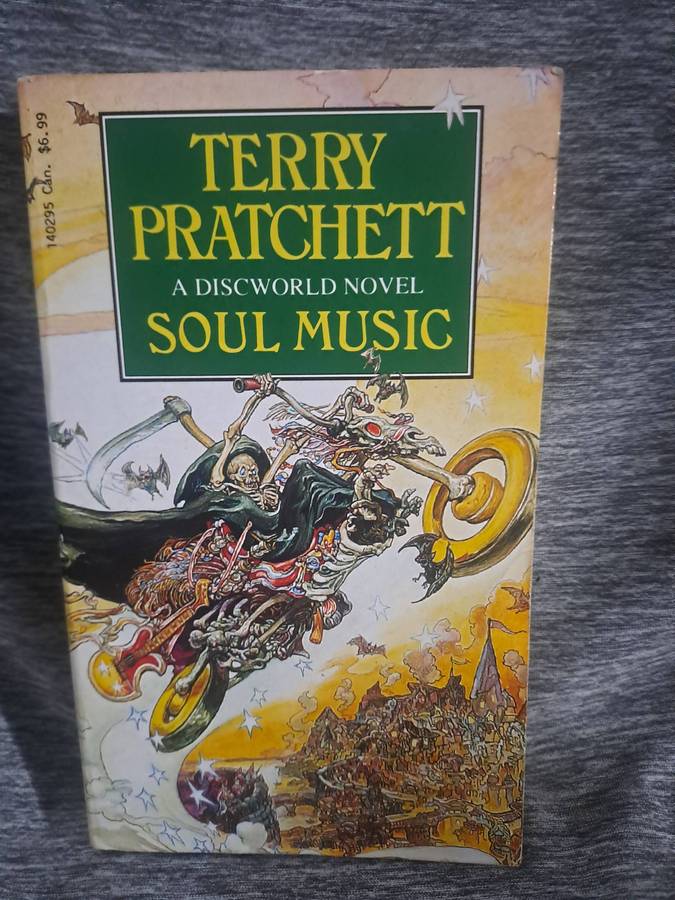 TERRY
PRATCHETT
A DISCWORLD NOVEL
SOUL MUSIC
140295 Can. $6.99